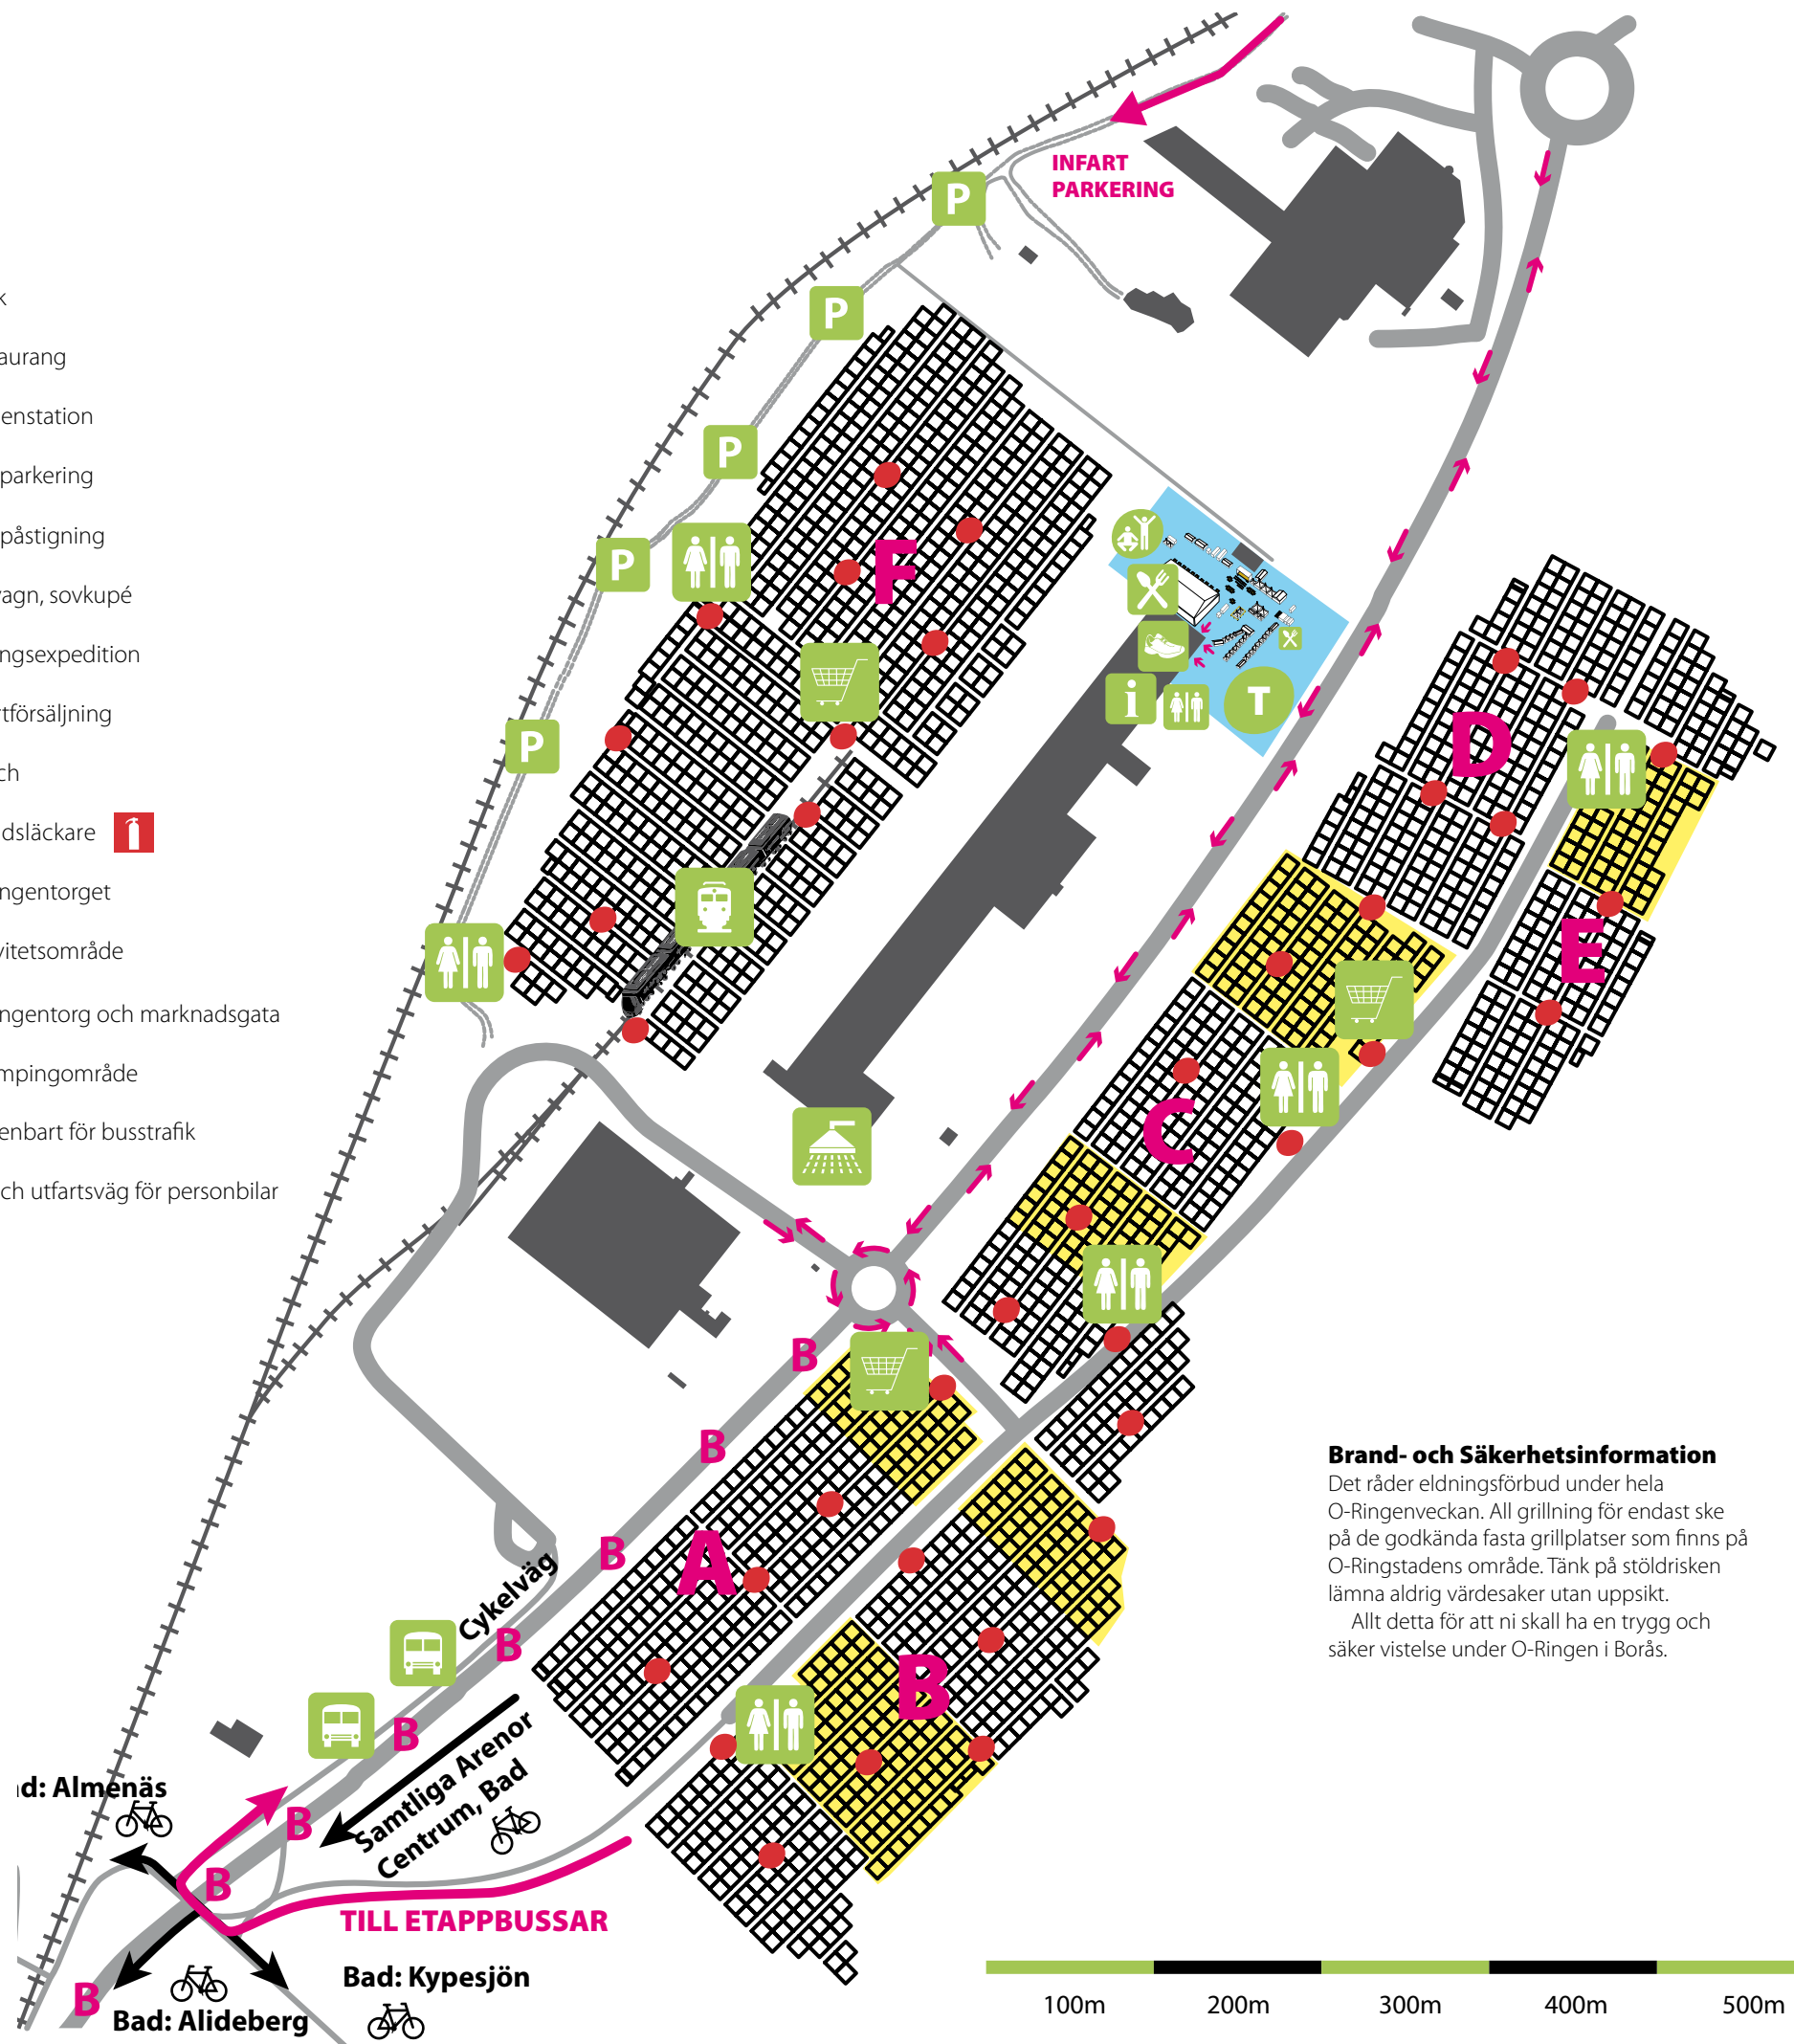 k
aurang
enstation
parkering
påstigning
vagn, sovkupé
ngsexpedition
rtförsäljning
ch
dsläckare
ngentorget
vitetsområde
ngentorg och marknadsgata
mpingområde
enbart för busstrafik
ch utfartsväg för personbilar
INFART
PARKERING
P
P
P
P
P
F
i
T
D
E
C
B
B
B
A
Cykelväg
B
B
B
Samtliga Arenor
Centrum, Bad
d: Almenäs
B
B
TILL ETAPPBUSSAR
Bad: Kypesjön
B
Bad: Alideberg
Brand- och Säkerhetsinformation
Det råder eldningsförbud under hela
O-Ringenveckan. All grillning för endast ske
på de godkända fasta grillplatser som finns på
O-Ringstadens område. Tänk på stöldrisken
lämna aldrig värdesaker utan uppsikt.
Allt detta för att ni skall ha en trygg och
säker vistelse under O-Ringen i Borås.
100m
200m
300m
400m
500m